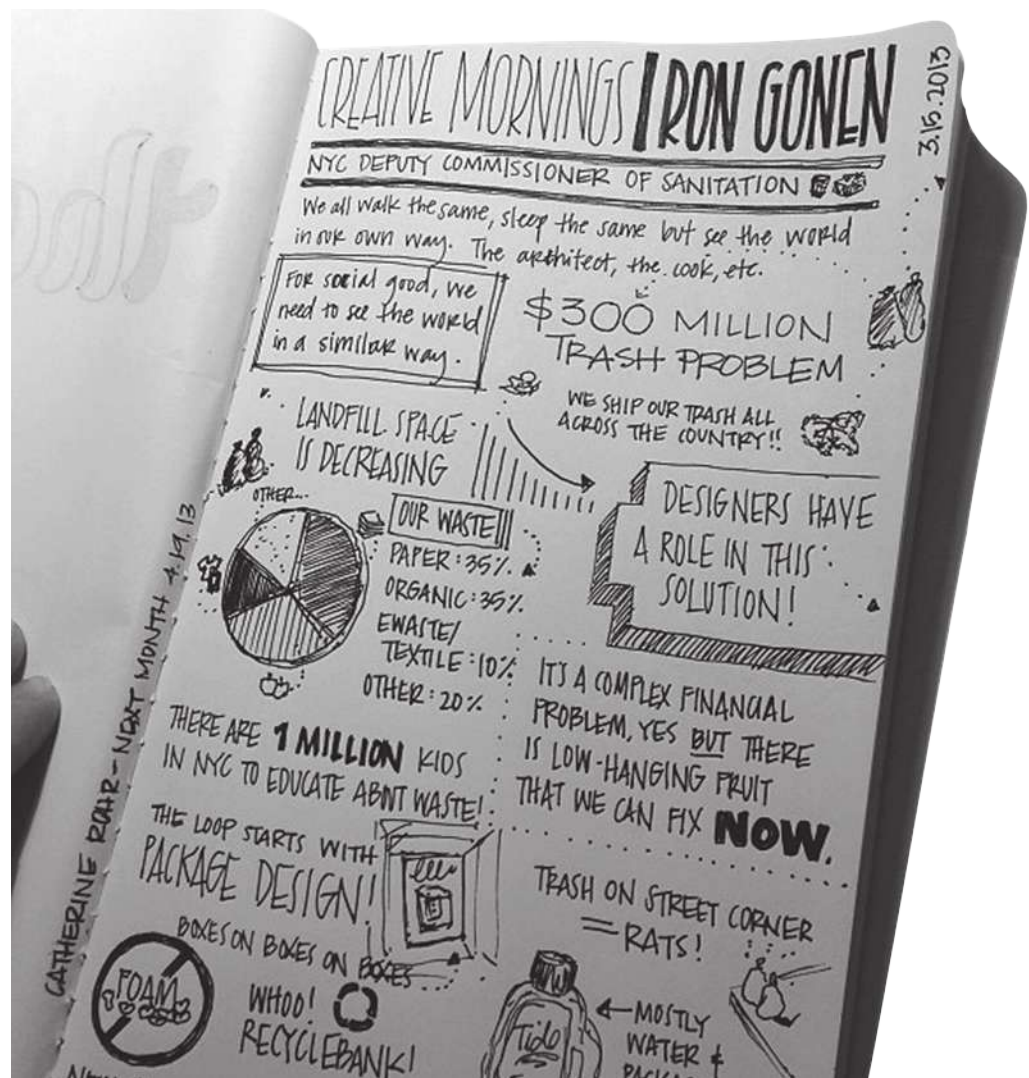 CREATIVE MORNINGS/RON GONEN
3.15.2013
NYC DEPUTY COMMISSIONER OF SANITATION
We all walk the same, sleep the same but see the world
in our own way. The architect, the cook, etc.
For social good, we
need to see the world
in a similar way.
$300 MILLION
TRASH PROBLEM
WE SHIP OUR TRASH ALL
ACROSS THE COUNTRY!!
LANDFILL SPACE
IS DECREASING
DESIGNERS HAVE
A ROLE IN THIS
SOLUTION!
OTHER...
OUR WASTE
PAPER: 35%
ORGANIC: 35%
EWASTE/
TEXTILE: 10%
OTHER: 20%
IT'S A COMPLEX FINANCIAL
PROBLEM, YES BUT THERE
IS LOW-HANGING FRUIT
THAT WE CAN FIX NOW.
THERE ARE 1 MILLION KIDS
IN NYC TO EDUCATE ABOUT WASTE!
THE LOOP STARTS WITH
PACKAGE DESIGN!
BOXES ON BOXES ON BOXES
TRASH ON STREET CORNER
= RATS!
FOAM
WHOO!
RECYCLEBANK!
Tide
MOSTLY
WATER &
CATHERINE ROAR - NEXT MONTH 4.19.13